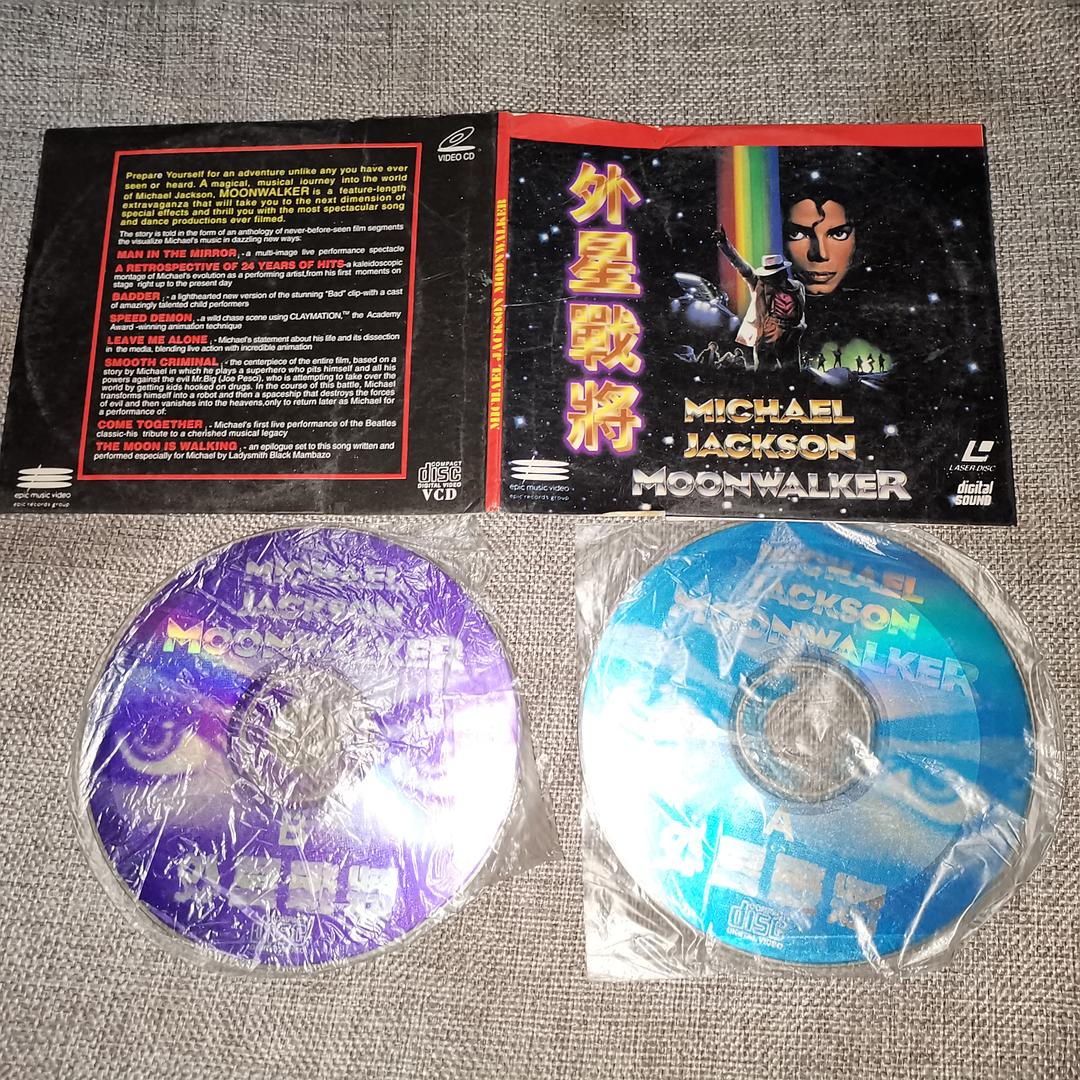 VIDEO CD
Prepare Yourself for an adventure unlike any you have ever
seen or heard. A magical, musical iourney into the world
of Michael Jackson, MOONWALKER is a feature-length
extravaganza that will take you to the next dimension of
special effects and thrill you with the most spectacular song
and dance productions ever filmed.
The story is told in the form of an anthology of never-before-seen film segments
the visualize Michael's music in dazzling new ways:
MAN IN THE MIRROR, - a multi-image live performance spectacle
A RETROSPECTIVE OF 24 YEARS OF HITS-a kaleidoscopic
montage of Michael's evolution as a performing artist,from his first moments on
stage right up to the present day
BADDER, - a lighthearted new version of the stunning "Bad" clip-with a cast
of amazingly talented child performers
SPEED DEMON, - a wild chase scene using CLAYMATION,™ the Academy
Award -winning animation technique
LEAVE ME ALONE, - Michael's statement about his life and its dissection
in the media, blending live action with incredible animation
SMOOTH CRIMINAL, - the centerpiece of the entire film, based on a
story by Michael in which he plays a superhero who pits himself and all his
powers against the evil Mr.Big (Joe Pesci), who is attempting to take over the
world by getting kids hooked on drugs. In the course of this battle, Michael
transforms himself into a robot and then a spaceship that destroys the forces
of evil and then vanishes into the heavens,only to return later as Michael for
a performance of:
COME TOGETHER, - Michael's first live performance of the Beatles
classic-his tribute to a cherished musical legacy
THE MOON IS WALKING, - an epilogue set to this song written and
performed especially for Michael by Ladysmith Black Mambazo
epic music video
epic records group
COMPACT
disc
DIGITAL VIDEO
VCD
MICHAEL JACKSON MOONWALKER
外星戰將
MICHAEL
JACKSON
MOONWALKER
epic music video
epic records group
LASER DISC
digital
SOUND
MICHAEL
JACKSON
MOONWALKER
B
外星戰將
disc
MICHAEL
JACKSON
MOONWALKER
A
外星戰將
COMPACT
disc
DIGITAL VIDEO